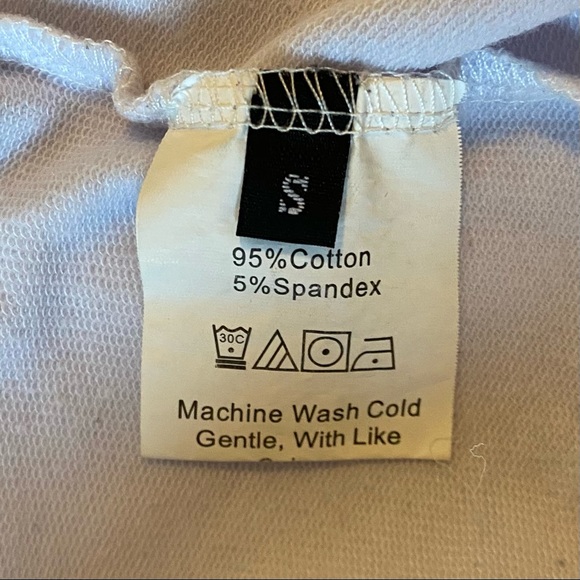 S
95%Cotton
5%Spandex
30C
Machine Wash Cold
Gentle, With Like